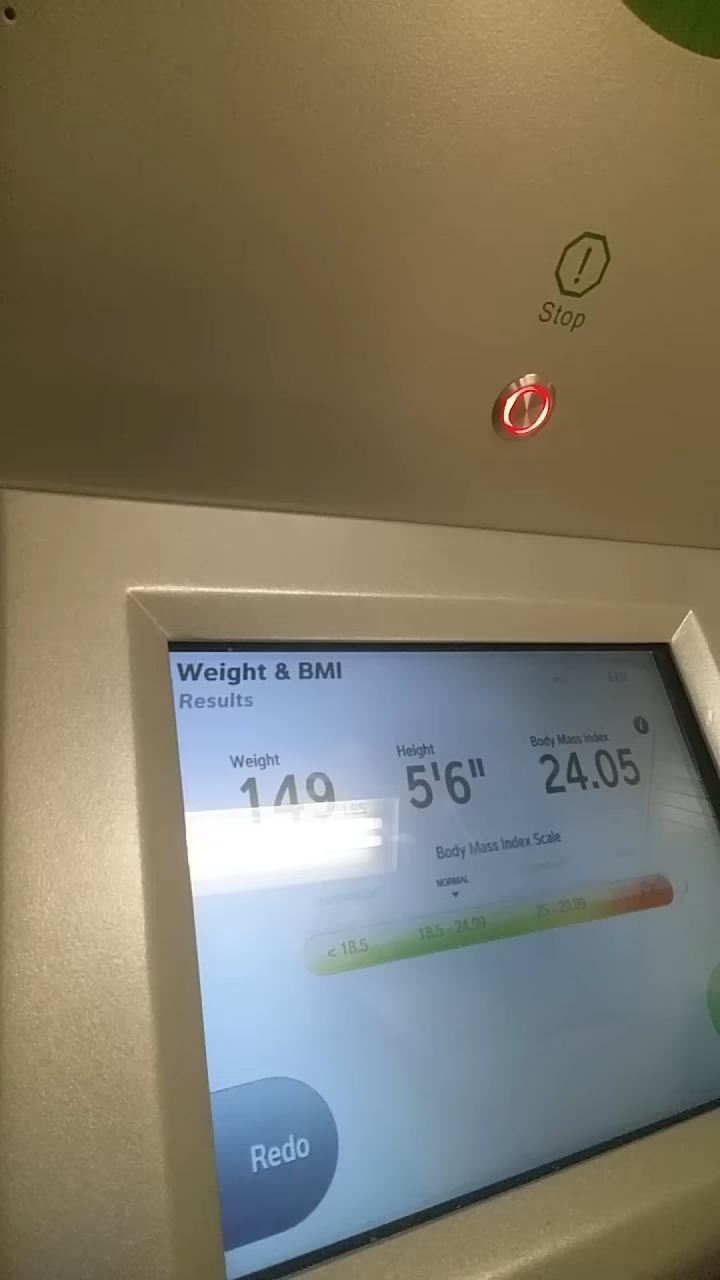 !
Stop
Weight & BMI
EXIT
Results
Weight
Height
Body Mass Index
i
149 LBS
5'6"
24.05
Body Mass Index Scale
NORMAL
< 18.5
18.5 - 24.99
25 - 29.99
Redo